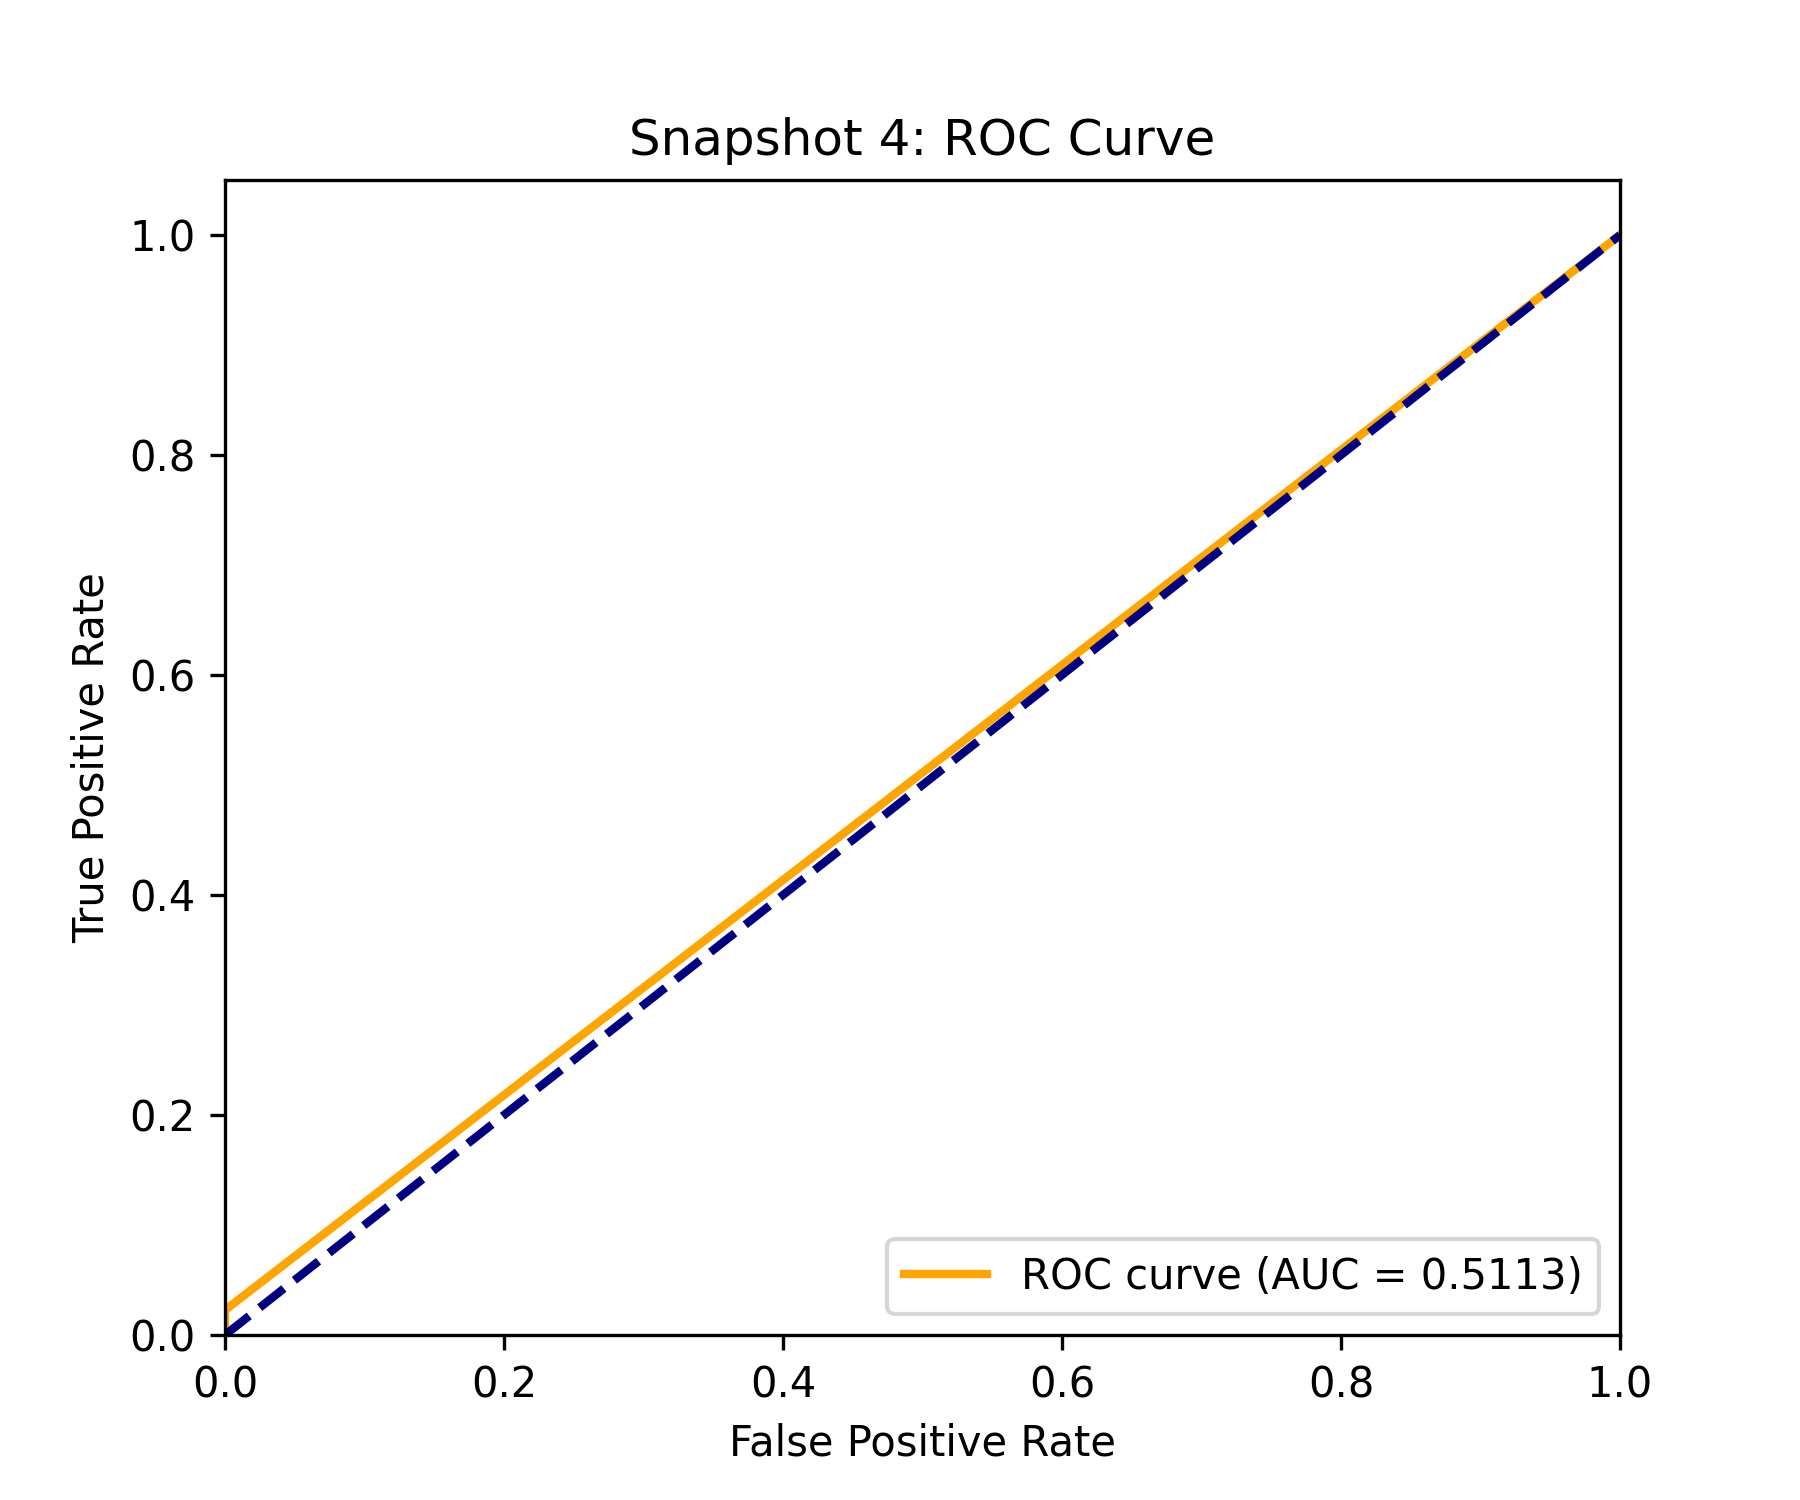 Snapshot 4: ROC Curve
True Positive Rate
1.0
0.8
0.6
0.4
0.2
0.0
ROC curve (AUC = 0.5113)
0.0 0.2 0.4 0.6 0.8 1.0
False Positive Rate